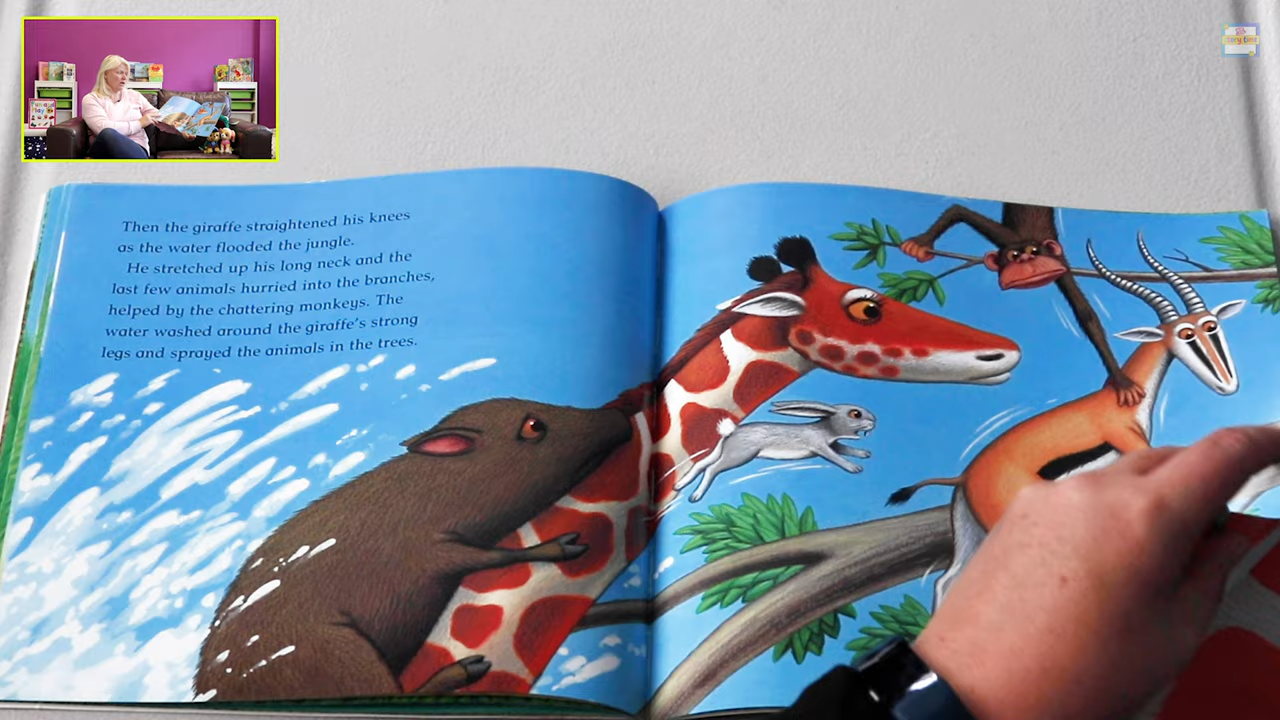 Then the giraffe straightened his knees
as the water flooded the jungle.
He stretched up his long neck and the
last few animals hurried into the branches,
helped by the chattering monkeys. The
water washed around the giraffe's strong
legs and sprayed the animals in the trees.